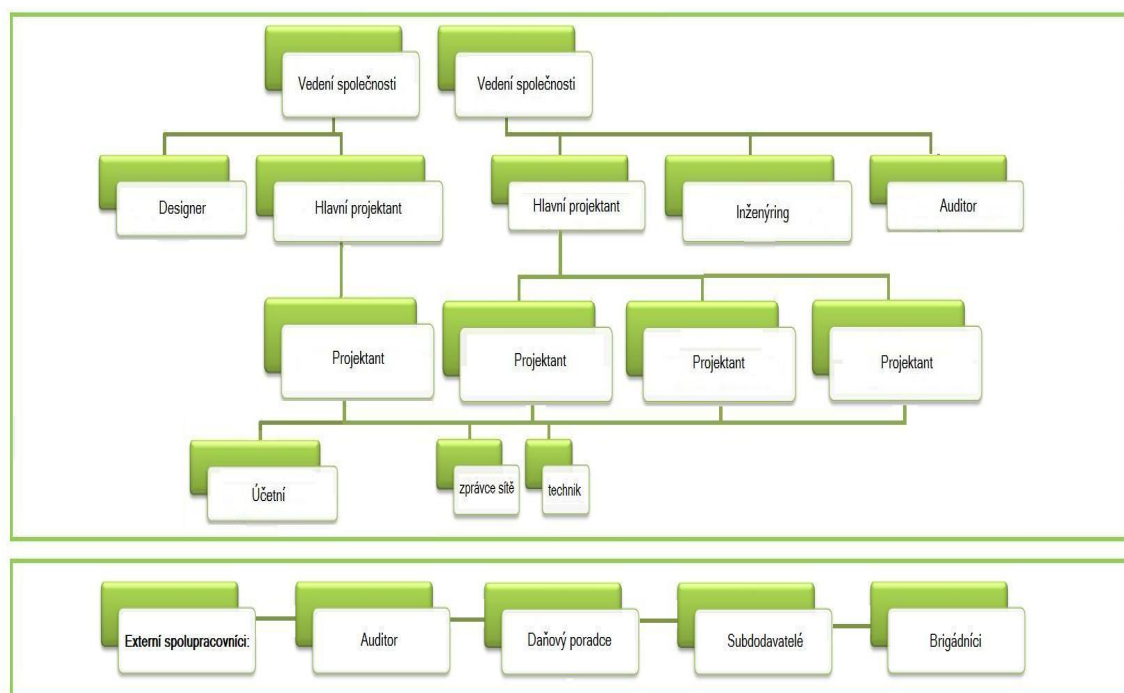 Vedení společnosti
Vedení společnosti
Designer
Hlavní projektant
Hlavní projektant
Inženýring
Auditor
Projektant
Projektant
Projektant
Projektant
Účetní
zprávce sítě
technik
Externí spolupracovníci:
Auditor
Daňový poradce
Subdodavatelé
Brigádníci